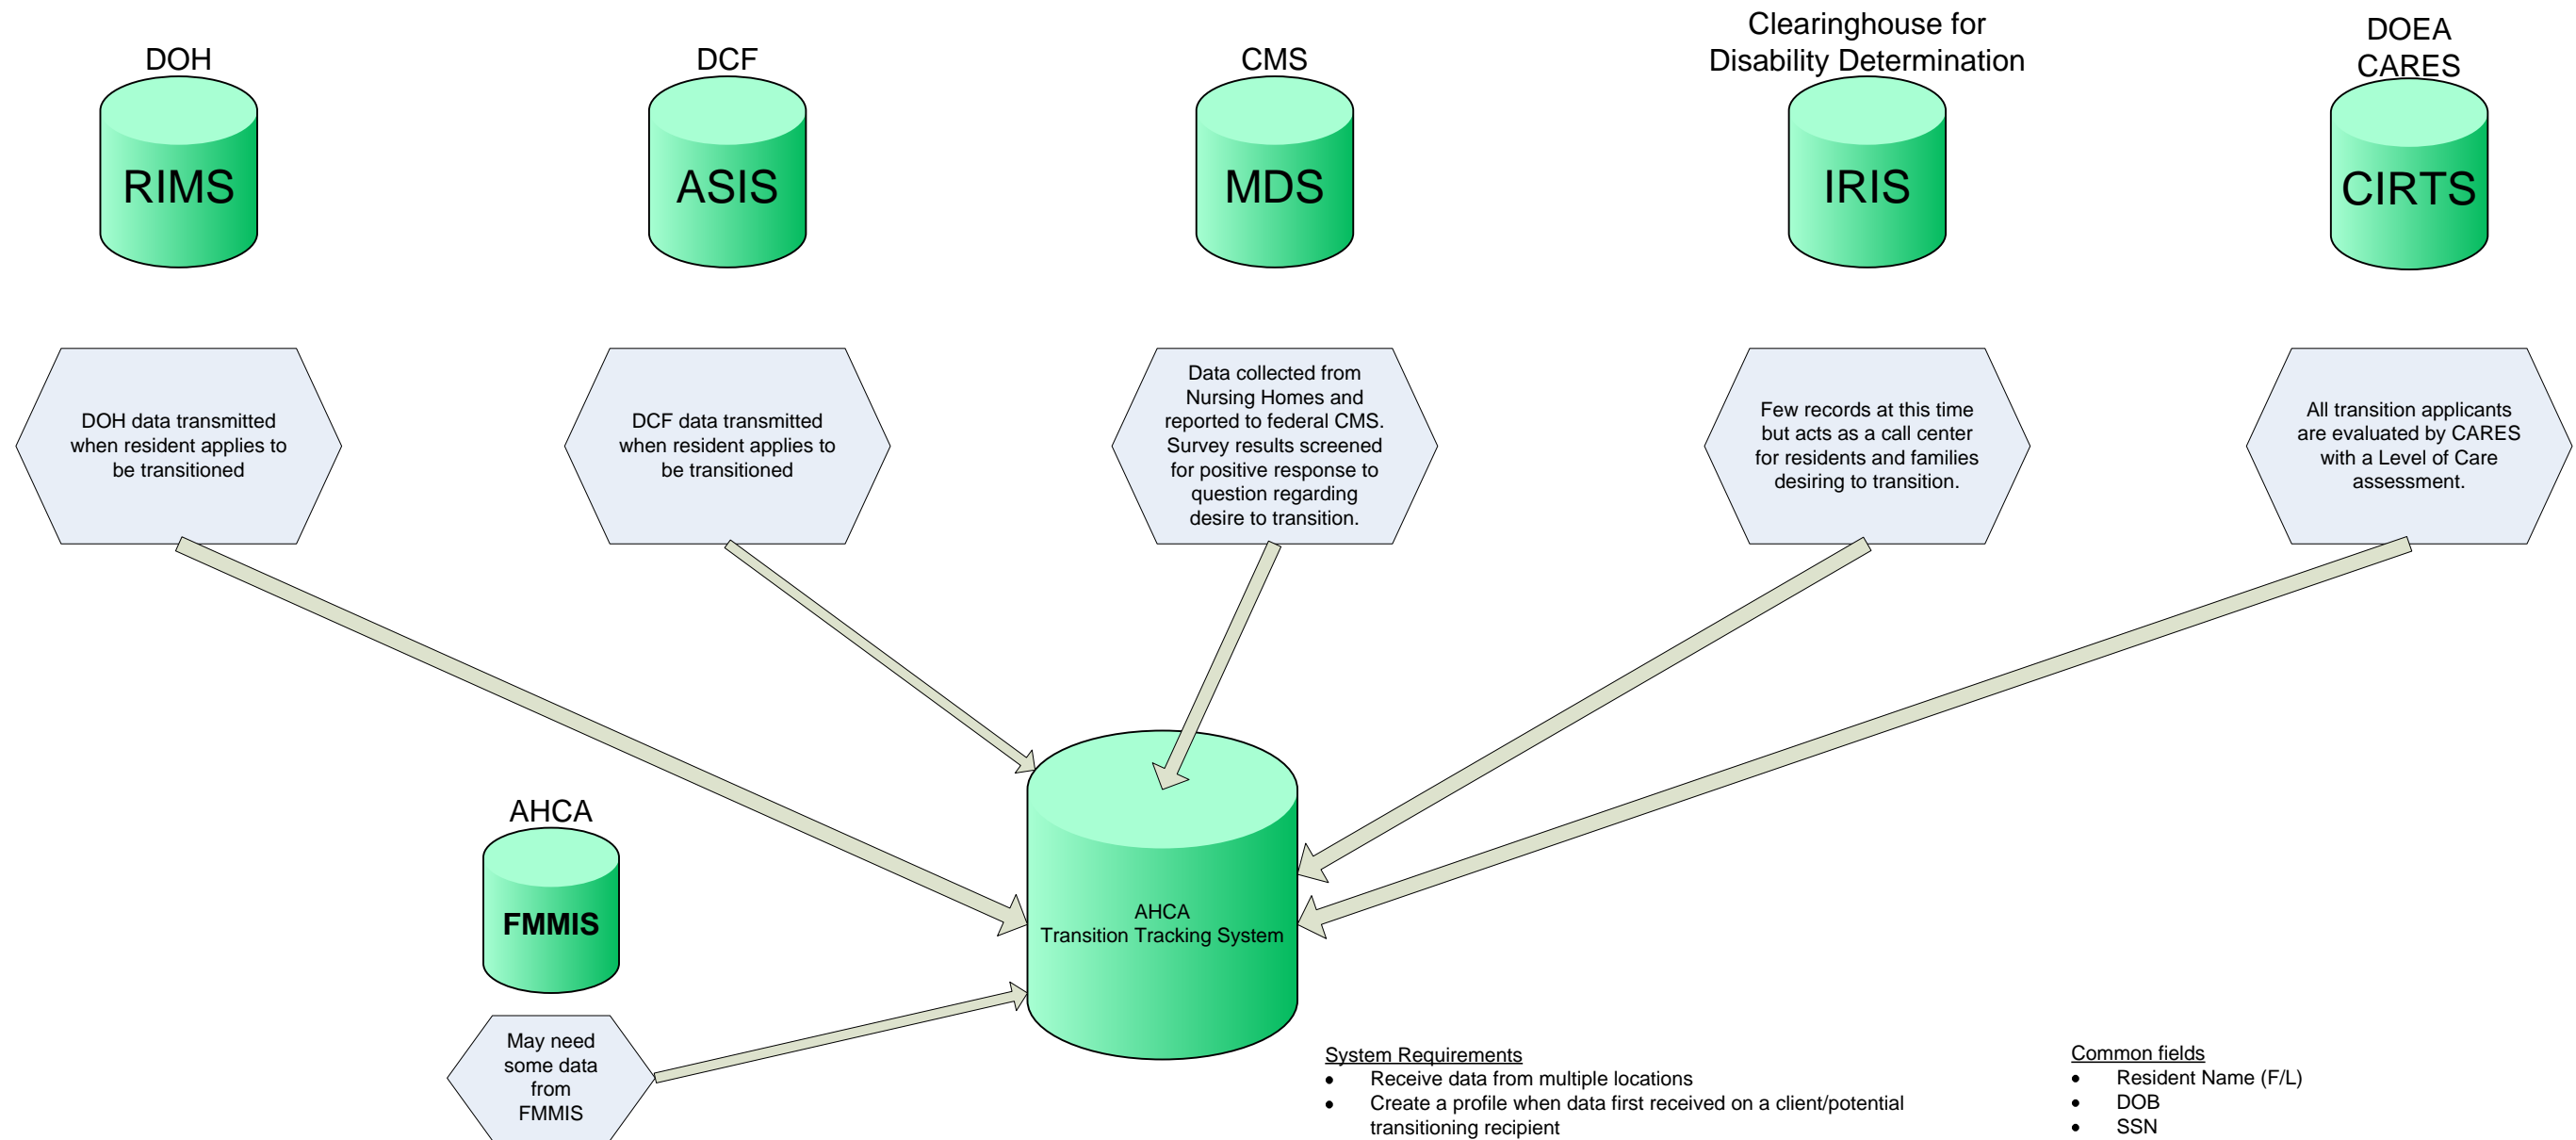 DOH
RIMS
DCF
ASIS
CMS
MDS
Clearinghouse for
Disability Determination
IRIS
DOEA
CARES
CIRTS
DOH data transmitted
when resident applies to
be transitioned
DCF data transmitted
when resident applies to
be transitioned
Data collected from
Nursing Homes and
reported to federal CMS.
Survey results screened
for positive response to
question regarding
desire to transition.
Few records at this time
but acts as a call center
for residents and families
desiring to transition.
All transition applicants
are evaluated by CARES
with a Level of Care
assessment.
AHCA
FMMIS
May need
some data
from
FMMIS
AHCA
Transition Tracking System
System Requirements
• Receive data from multiple locations
• Create a profile when data first received on a client/potential
transitioning recipient
Common fields
• Resident Name (F/L)
• DOB
• SSN